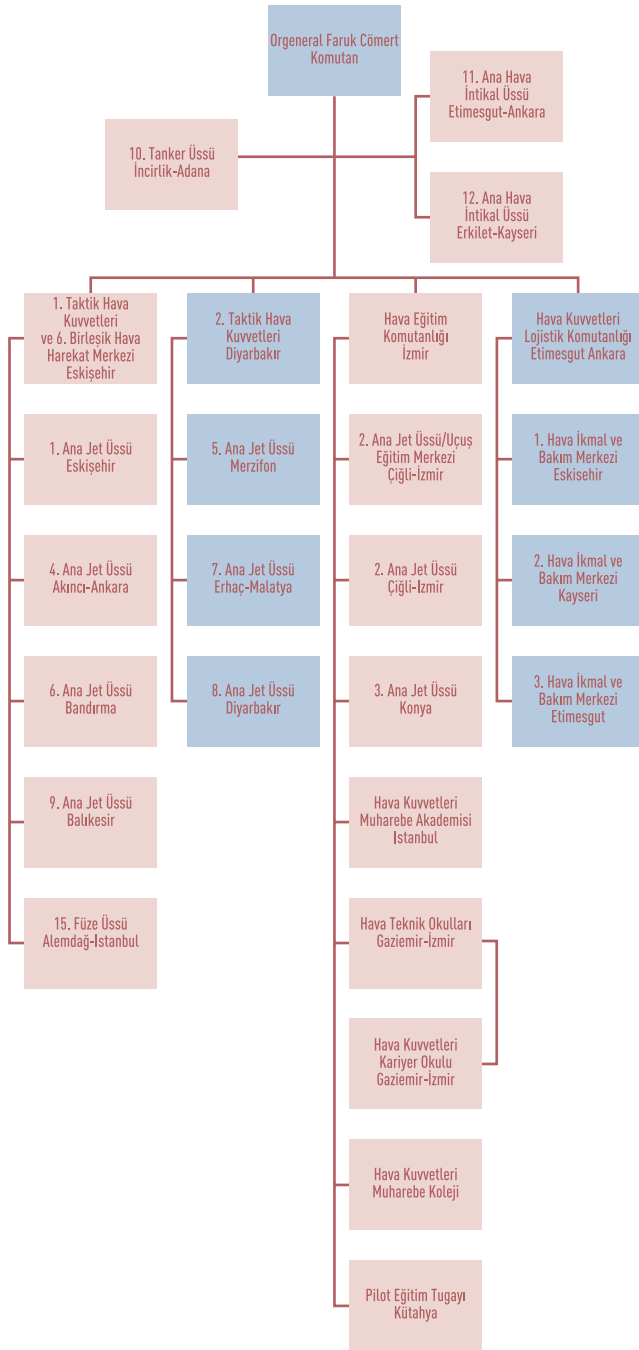 Orgeneral Faruk Cömert
Komutan
11. Ana Hava
İntikal Üssü
Etimesgut-Ankara
10. Tanker Üssü
İncirlik-Adana
12. Ana Hava
İntikal Üssü
Erkilet-Kayseri
1. Taktik Hava
Kuvvetleri
ve 6. Birleşik Hava
Harekat Merkezi
Eskişehir
2. Taktik Hava
Kuvvetleri
Diyarbakır
Hava Eğitim
Komutanlığı
İzmir
Hava Kuvvetleri
Lojistik Komutanlığı
Etimesgut Ankara
1. Ana Jet Üssü
Eskişehir
5. Ana Jet Üssü
Merzifon
2. Ana Jet Üssü/Uçuş
Eğitim Merkezi
Çiğli-İzmir
1. Hava İkmal ve
Bakım Merkezi
Eskisehir
4. Ana Jet Üssü
Akıncı-Ankara
7. Ana Jet Üssü
Erhaç-Malatya
2. Ana Jet Üssü
Çiğli-İzmir
2. Hava İkmal ve
Bakım Merkezi
Kayseri
6. Ana Jet Üssü
Bandırma
8. Ana Jet Üssü
Diyarbakır
3. Ana Jet Üssü
Konya
3. Hava İkmal ve
Bakım Merkezi
Etimesgut
9. Ana Jet Üssü
Balıkesir
Hava Kuvvetleri
Muharebe Akademisi
İstanbul
15. Füze Üssü
Alemdağ-İstanbul
Hava Teknik Okulları
Gaziemir-İzmir
Hava Kuvvetleri
Kariyer Okulu
Gaziemir-İzmir
Hava Kuvvetleri
Muharebe Koleji
Pilot Eğitim Tugayı
Kütahya